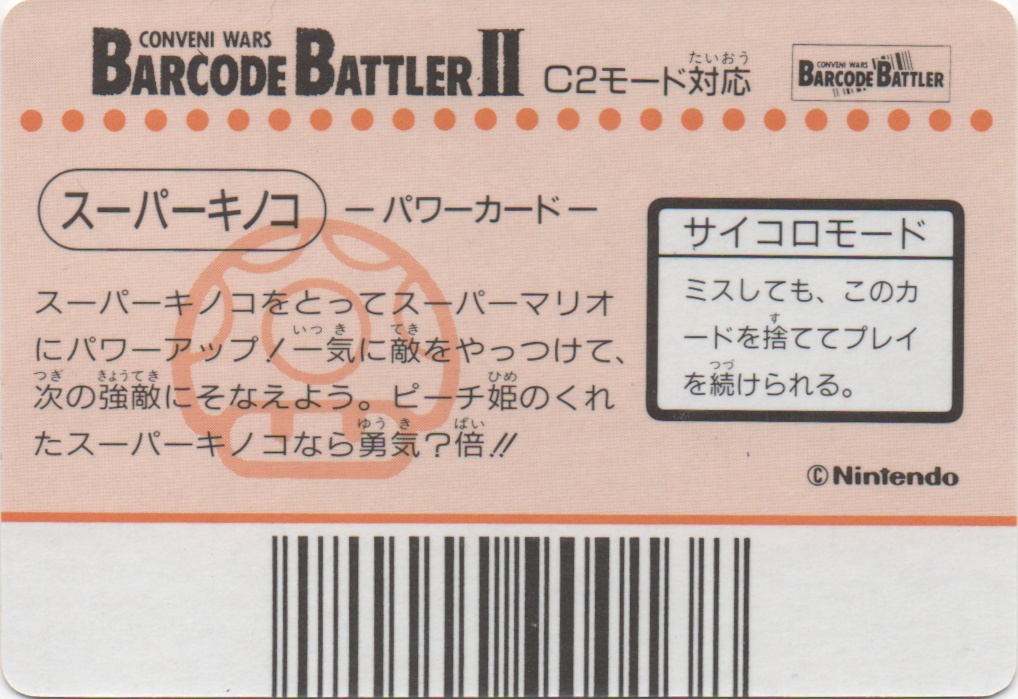 CONVENI WARS
BARCODE BATTLER II C2モード対応
たいおう
CONVENI WARS
BARCODE BATTLER
スーパーキノコ ーパワーカードー
スーパーキノコをとってスーパーマリオ
いっき てき
にパワーアップ!一気に敵をやっつけて、
つぎ きょうてき ひめ
次の強敵にそなえよう。ピーチ姫のくれ
ゆうき ばい
たスーパーキノコなら勇気?倍!!
サイコロモード
ミスしても、このカ
す
ードを捨ててプレイ
つづ
を続けられる。
©Nintendo